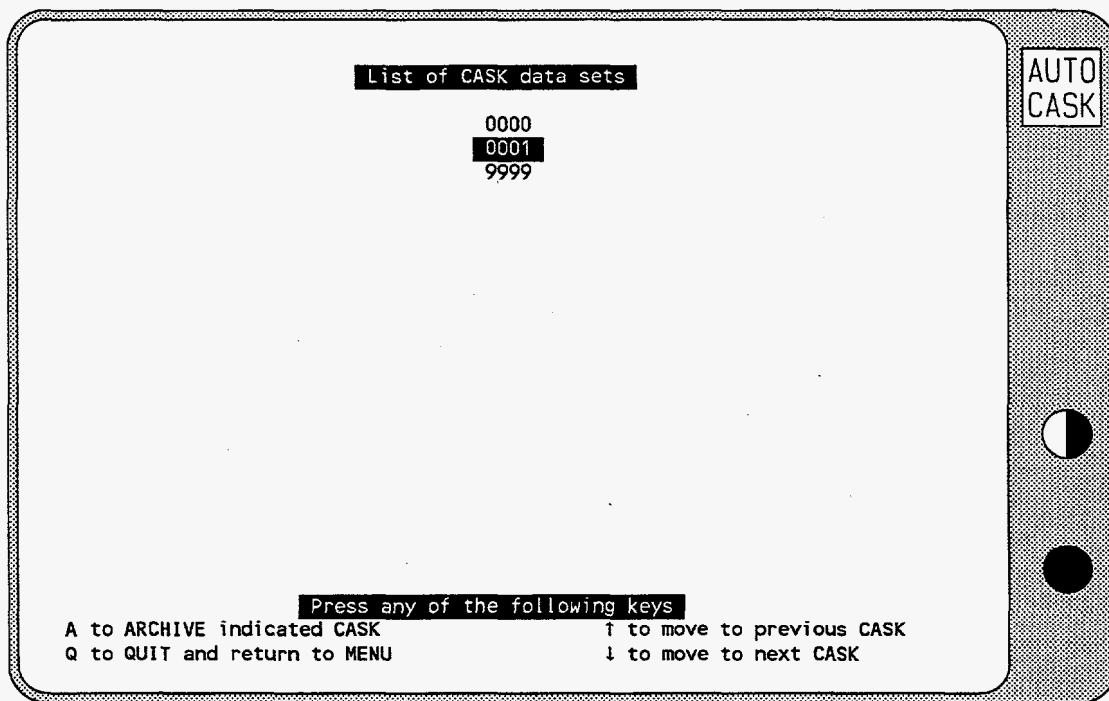 AUTO
CASK
List of CASK data sets
0000
0001
9999
Press any of the following keys
A to ARCHIVE indicated CASK
↑ to move to previous CASK
Q to QUIT and return to MENU
↓ to move to next CASK